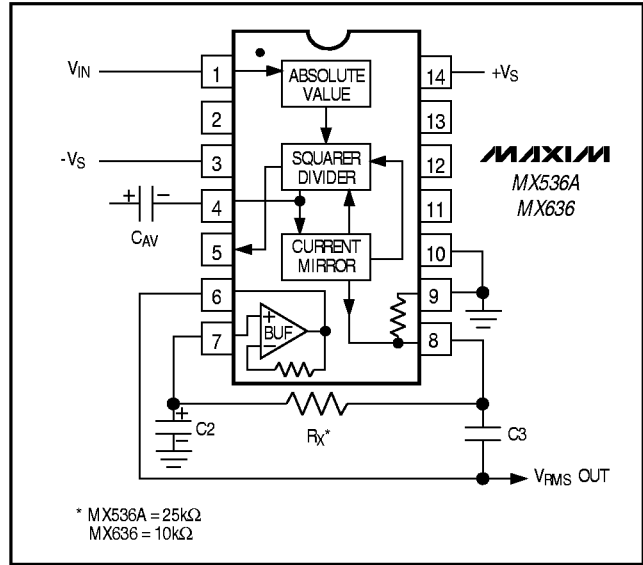 V_IN
-V_S
C_AV
+ -
1
2
3
4
5
6
7
14
13
12
11
10
9
8
ABSOLUTE
VALUE
SQUARER
DIVIDER
CURRENT
MIRROR
+
BUF
-
+V_S
MAXIM
MX536A
MX636
+
-
C2
R_X*
C3
V_RMS OUT
* MX536A = 25kΩ
MX636 = 10kΩ